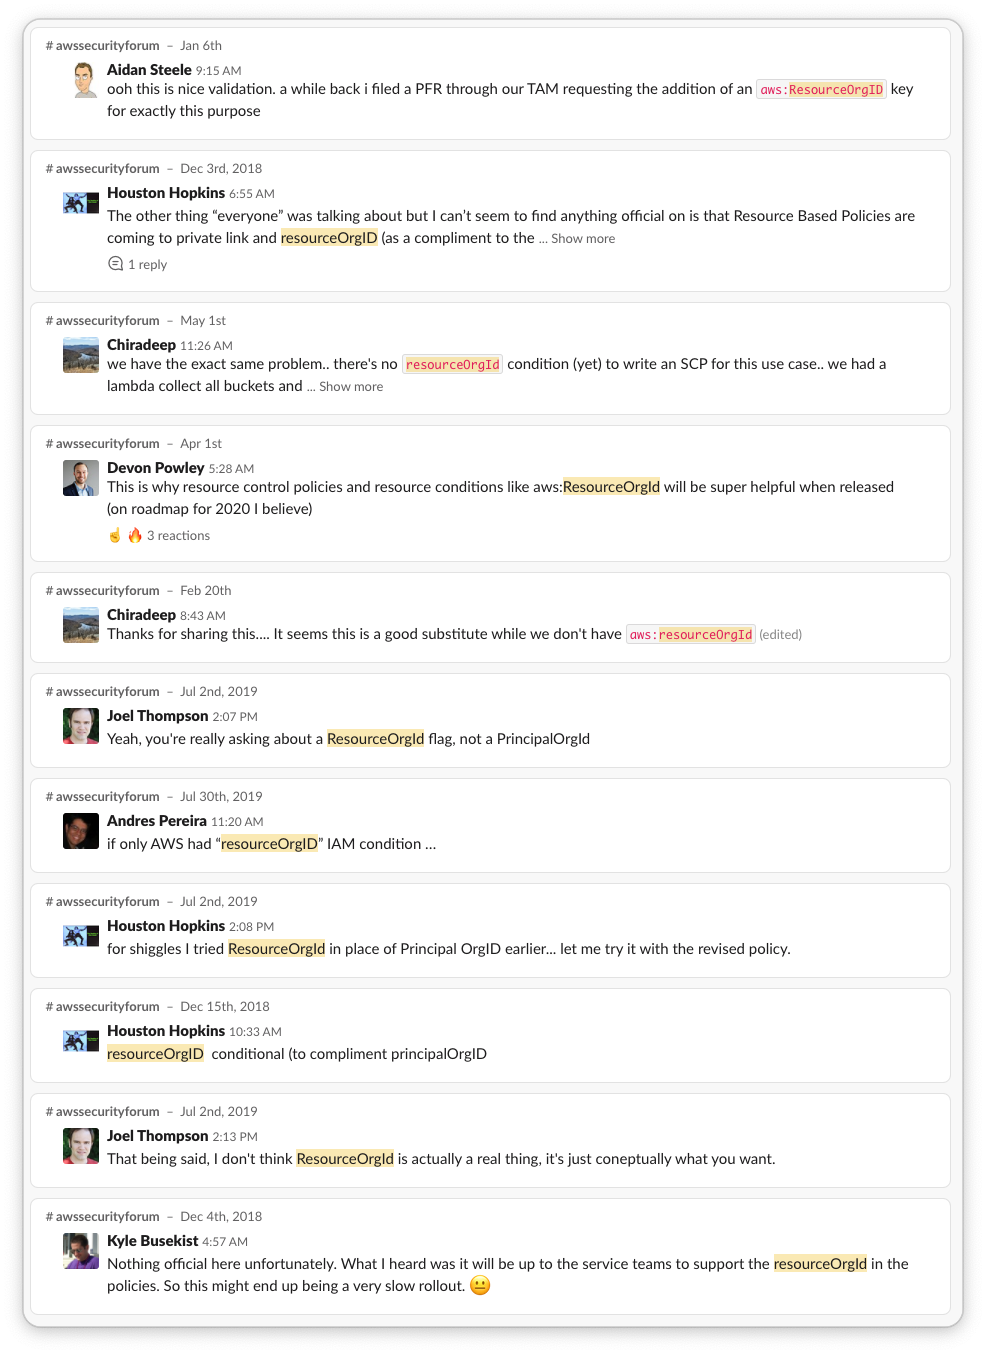 # awssecurityforum – Jan 6th
Aidan Steele 9:15 AM
ooh this is nice validation. a while back i filed a PFR through our TAM requesting the addition of an aws:ResourceOrgID key
for exactly this purpose
# awssecurityforum – Dec 3rd, 2018
Houston Hopkins 6:55 AM
The other thing “everyone” was talking about but I can’t seem to find anything official on is that Resource Based Policies are
coming to private link and resourceOrgID (as a compliment to the ... Show more
1 reply
# awssecurityforum – May 1st
Chiradeep 11:26 AM
we have the exact same problem.. there's no resourceOrgId condition (yet) to write an SCP for this use case.. we had a
lambda collect all buckets and ... Show more
# awssecurityforum – Apr 1st
Devon Powley 5:28 AM
This is why resource control policies and resource conditions like aws:ResourceOrgId will be super helpful when released
(on roadmap for 2020 I believe)
☝️ 🔥 3 reactions
# awssecurityforum – Feb 20th
Chiradeep 8:43 AM
Thanks for sharing this.... It seems this is a good substitute while we don't have aws:resourceOrgId (edited)
# awssecurityforum – Jul 2nd, 2019
Joel Thompson 2:07 PM
Yeah, you're really asking about a ResourceOrgId flag, not a PrincipalOrgId
# awssecurityforum – Jul 30th, 2019
Andres Pereira 11:20 AM
if only AWS had “resourceOrgID” IAM condition ...
# awssecurityforum – Jul 2nd, 2019
Houston Hopkins 2:08 PM
for shiggles I tried ResourceOrgId in place of Principal OrgID earlier... let me try it with the revised policy.
# awssecurityforum – Dec 15th, 2018
Houston Hopkins 10:33 AM
resourceOrgID conditional (to compliment principalOrgID
# awssecurityforum – Jul 2nd, 2019
Joel Thompson 2:13 PM
That being said, I don't think ResourceOrgId is actually a real thing, it's just coneptually what you want.
# awssecurityforum – Dec 4th, 2018
Kyle Busekist 4:57 AM
Nothing official here unfortunately. What I heard was it will be up to the service teams to support the resourceOrgId in the
policies. So this might end up being a very slow rollout. 😐